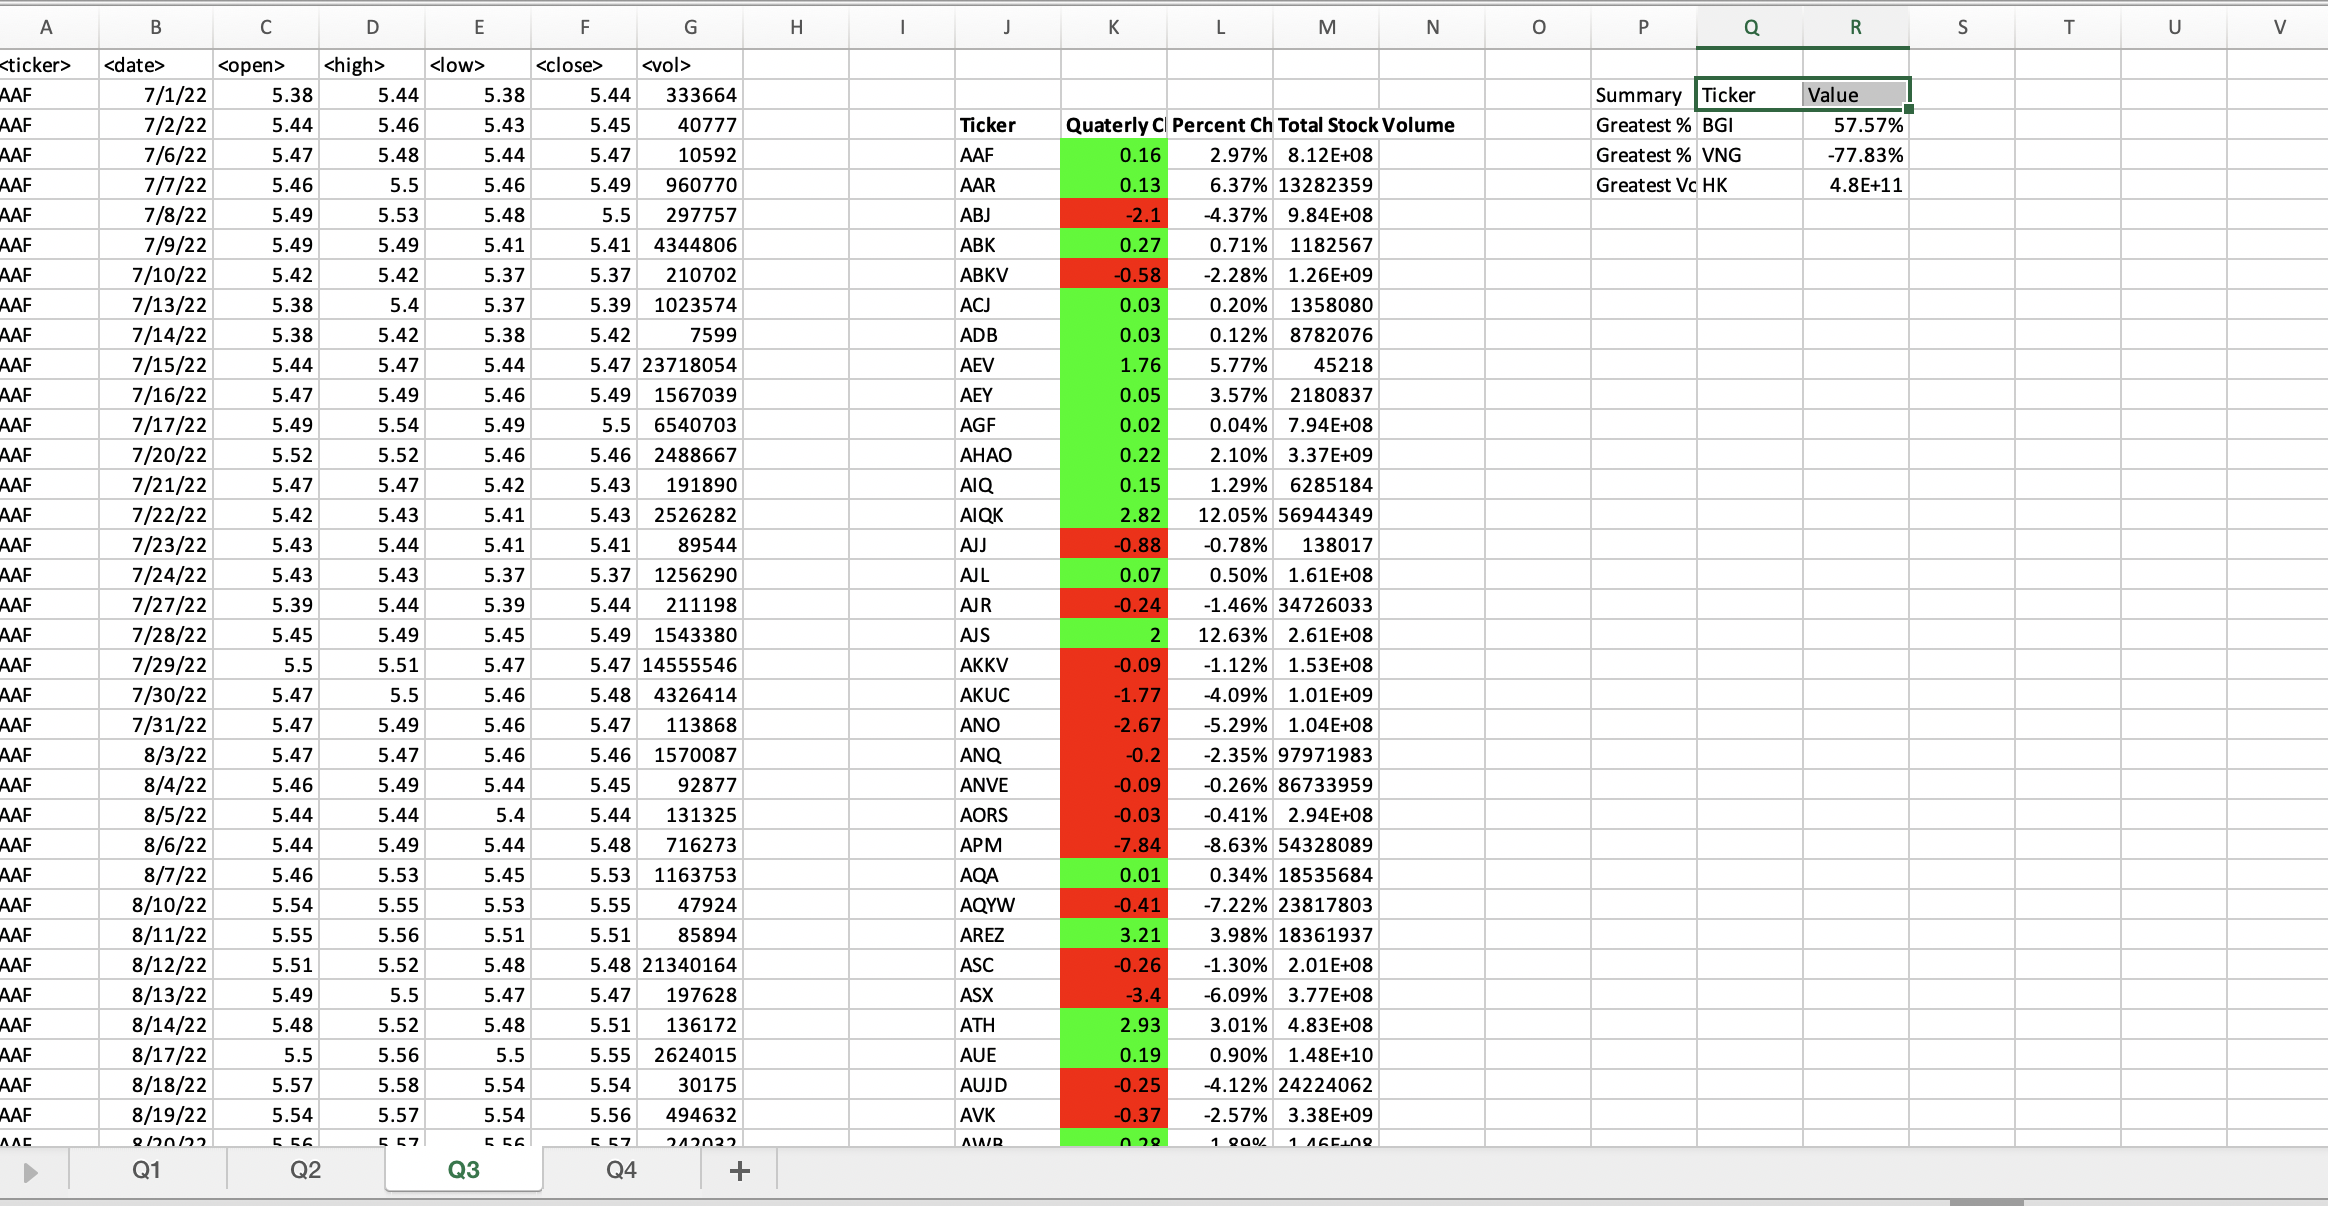 A B C D E F G H I J K L M N O P Q R S T U V
<ticker> <date> <open> <high> <low> <close> <vol>
AAF 7/1/22 5.38 5.44 5.38 5.44 333664 Summary Ticker Value
AAF 7/2/22 5.44 5.46 5.43 5.45 40777 Ticker Quaterly Cl Percent Ch Total Stock Volume Greatest % BGI 57.57%
AAF 7/6/22 5.47 5.48 5.44 5.47 10592 AAF 0.16 2.97% 8.12E+08 Greatest % VNG -77.83%
AAF 7/7/22 5.46 5.5 5.46 5.49 960770 AAR 0.13 6.37% 13282359 Greatest Vo HK 4.8E+11
AAF 7/8/22 5.49 5.53 5.48 5.5 297757 ABJ -2.1 -4.37% 9.84E+08
AAF 7/9/22 5.49 5.49 5.41 5.41 4344806 ABK 0.27 0.71% 1182567
AAF 7/10/22 5.42 5.42 5.37 5.37 210702 ABKV -0.58 -2.28% 1.26E+09
AAF 7/13/22 5.38 5.4 5.37 5.39 1023574 ACJ 0.03 0.20% 1358080
AAF 7/14/22 5.38 5.42 5.38 5.42 7599 ADB 0.03 0.12% 8782076
AAF 7/15/22 5.44 5.47 5.44 5.47 23718054 AEV 1.76 5.77% 45218
AAF 7/16/22 5.47 5.49 5.46 5.49 1567039 AEY 0.05 3.57% 2180837
AAF 7/17/22 5.49 5.54 5.49 5.5 6540703 AGF 0.02 0.04% 7.94E+08
AAF 7/20/22 5.52 5.52 5.46 5.46 2488667 AHAO 0.22 2.10% 3.37E+09
AAF 7/21/22 5.47 5.47 5.42 5.43 191890 AIQ 0.15 1.29% 6285184
AAF 7/22/22 5.42 5.43 5.41 5.43 2526282 AIQK 2.82 12.05% 56944349
AAF 7/23/22 5.43 5.44 5.41 5.41 89544 AJJ -0.88 -0.78% 138017
AAF 7/24/22 5.43 5.43 5.37 5.37 1256290 AJL 0.07 0.50% 1.61E+08
AAF 7/27/22 5.39 5.44 5.39 5.44 211198 AJR -0.24 -1.46% 34726033
AAF 7/28/22 5.45 5.49 5.45 5.49 1543380 AJS 2 12.63% 2.61E+08
AAF 7/29/22 5.5 5.51 5.47 5.47 14555546 AKKV -0.09 -1.12% 1.53E+08
AAF 7/30/22 5.47 5.5 5.46 5.48 4326414 AKUC -1.77 -4.09% 1.01E+09
AAF 7/31/22 5.47 5.49 5.46 5.47 113868 ANO -2.67 -5.29% 1.04E+08
AAF 8/3/22 5.47 5.47 5.46 5.46 1570087 ANQ -0.2 -2.35% 97971983
AAF 8/4/22 5.46 5.49 5.44 5.45 92877 ANVE -0.09 -0.26% 86733959
AAF 8/5/22 5.44 5.44 5.4 5.44 131325 AORS -0.03 -0.41% 2.94E+08
AAF 8/6/22 5.44 5.49 5.44 5.48 716273 APM -7.84 -8.63% 54328089
AAF 8/7/22 5.46 5.53 5.45 5.53 1163753 AQA 0.01 0.34% 18535684
AAF 8/10/22 5.54 5.55 5.53 5.55 47924 AQYW -0.41 -7.22% 23817803
AAF 8/11/22 5.55 5.56 5.51 5.51 85894 AREZ 3.21 3.98% 18361937
AAF 8/12/22 5.51 5.52 5.48 5.48 21340164 ASC -0.26 -1.30% 2.01E+08
AAF 8/13/22 5.49 5.5 5.47 5.47 197628 ASX -3.4 -6.09% 3.77E+08
AAF 8/14/22 5.48 5.52 5.48 5.51 136172 ATH 2.93 3.01% 4.83E+08
AAF 8/17/22 5.5 5.56 5.5 5.55 2624015 AUE 0.19 0.90% 1.48E+10
AAF 8/18/22 5.57 5.58 5.54 5.54 30175 AUJD -0.25 -4.12% 24224062
AAF 8/19/22 5.54 5.57 5.54 5.56 494632 AVK -0.37 -2.57% 3.38E+09
AAF 8/20/22 5.56 5.57 5.56 5.57 242032 AWB 0.28 1.89% 1.46E+08
Q1 Q2 Q3 Q4 +